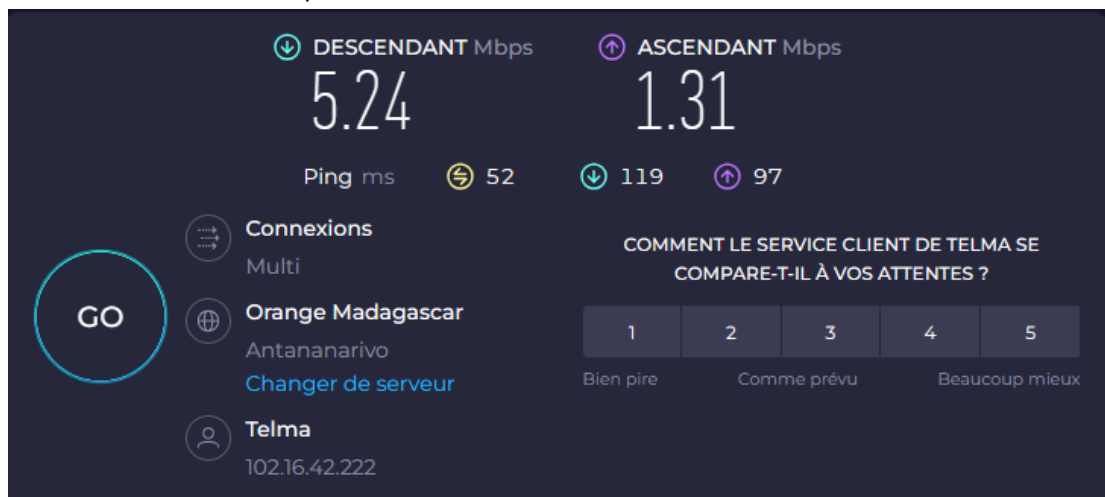 DESCENDANT Mbps
ASCENDANT Mbps
5.24
1.31
Ping ms 52 119 97
Connexions
Multi
Orange Madagascar
Antananarivo
Changer de serveur
Telma
102.16.42.222
GO
COMMENT LE SERVICE CLIENT DE TELMA SE
COMPARE-T-IL À VOS ATTENTES ?
1 2 3 4 5
Bien pire Comme prévu Beaucoup mieux